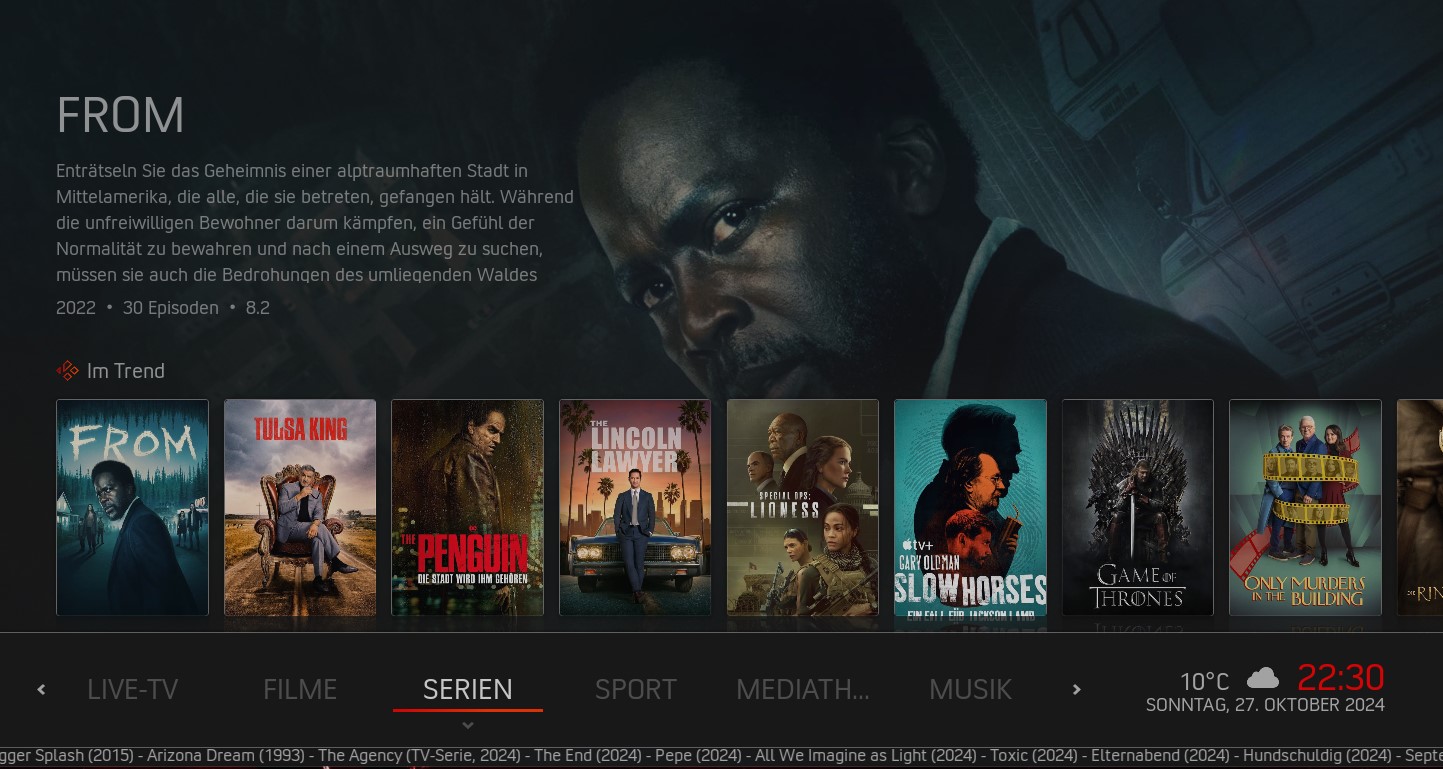 FROM
Enträtseln Sie das Geheimnis einer alptraumhaften Stadt in
Mittelamerika, die alle, die sie betreten, gefangen hält. Während
die unfreiwilligen Bewohner darum kämpfen, ein Gefühl der
Normalität zu bewahren und nach einem Ausweg zu suchen,
müssen sie auch die Bedrohungen des umliegenden Waldes
2022 • 30 Episoden • 8.2
Im Trend
FROM
TULSA KING
DC
THE PENGUIN
DIE STADT WIRD IHM GEHÖREN
THE
LINCOLN
LAWYER
SPECIAL OPS:
LIONESS
tv+
GARY OLDMAN
SLOW HORSES
EIN FALL FÜR JACKSON LAMB
GAME OF
THRONES
ONLY MURDERS
IN THE BUILDING
LIVE-TV
FILME
SERIEN
SPORT
MEDIATH...
MUSIK
10°C
22:30
SONNTAG, 27. OKTOBER 2024
gger Splash (2015) - Arizona Dream (1993) - The Agency (TV-Serie, 2024) - The End (2024) - Pepe (2024) - All We Imagine as Light (2024) - Toxic (2024) - Elternabend (2024) - Hundschuldig (2024) - Septe